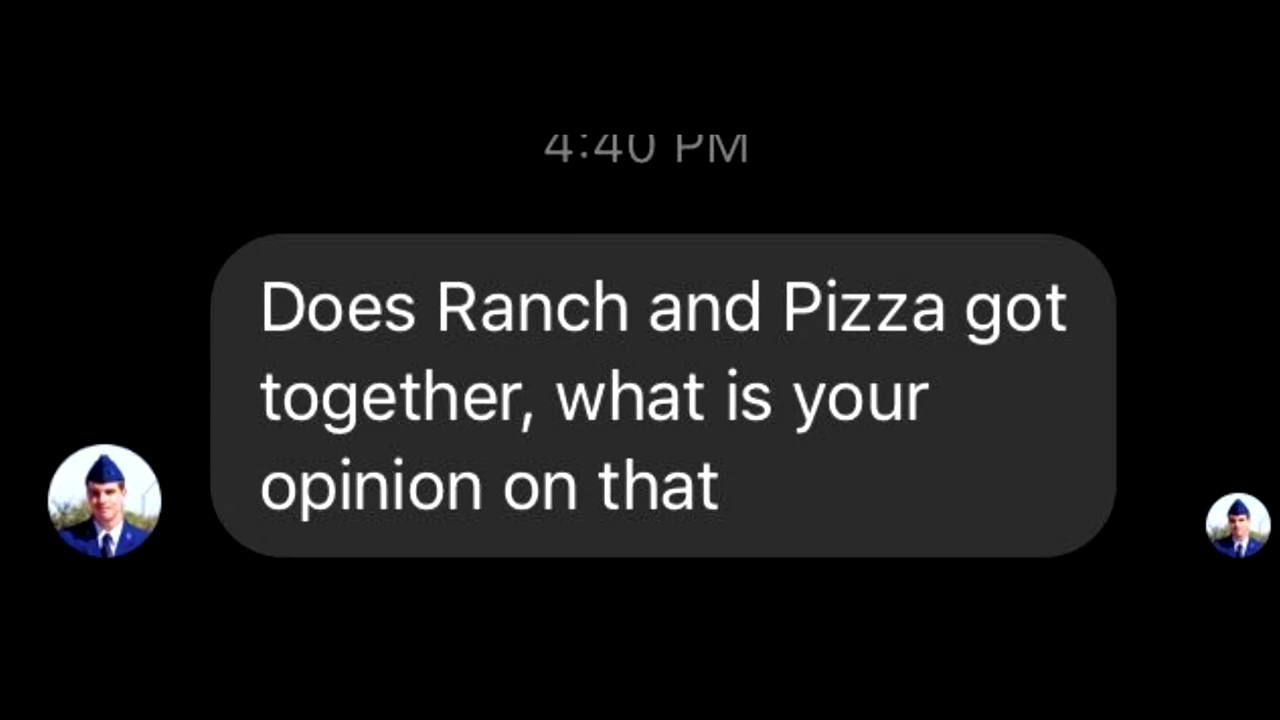 4:40 PM
Does Ranch and Pizza got
together, what is your
opinion on that